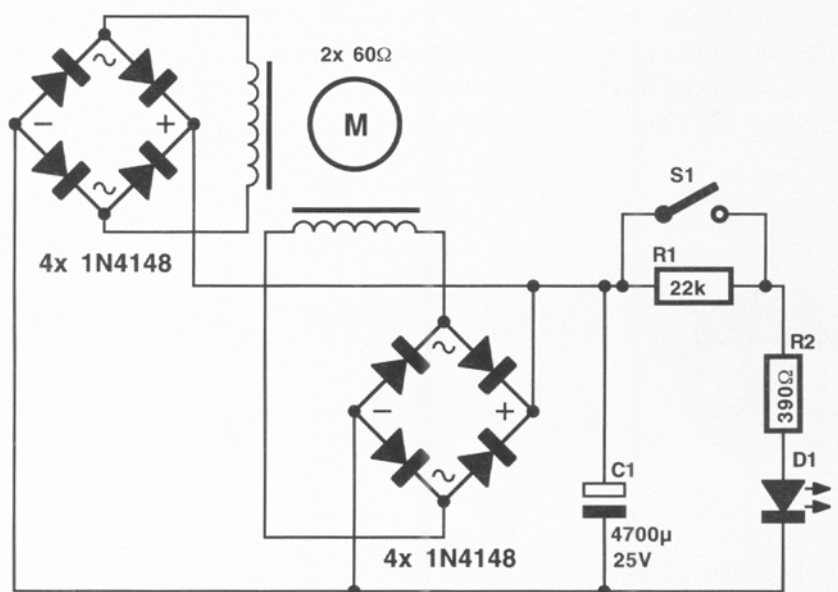 2x 60Ω
M
~
− +
~
4x 1N4148
S1
R1
22k
R2
390Ω
~
− +
~
D1
C1
4700µ
25V
4x 1N4148